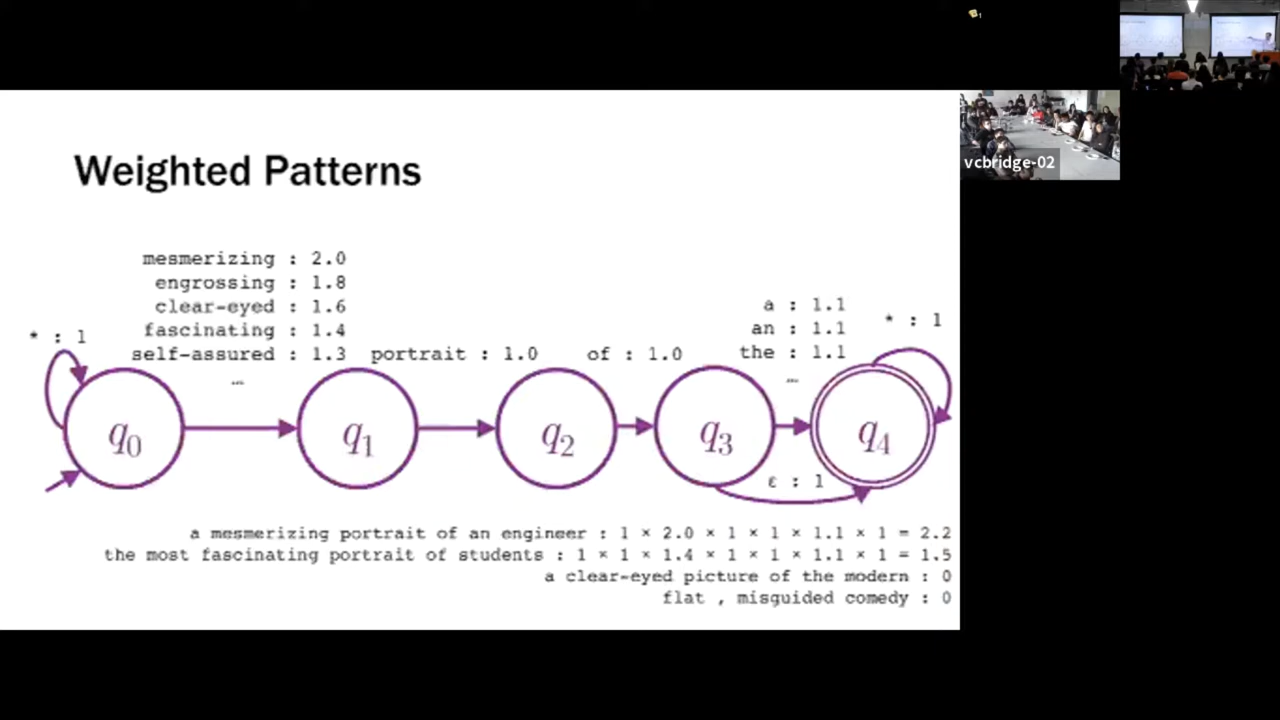 Weighted Patterns
mesmerizing : 2.0
engrossing : 1.8
clear-eyed : 1.6
fascinating : 1.4
self-assured : 1.3
…
* : 1
portrait : 1.0
of : 1.0
a : 1.1
an : 1.1
the : 1.1
…
* : 1
q0
q1
q2
q3
q4
ε : 1
a mesmerizing portrait of an engineer : 1 × 2.0 × 1 × 1 × 1.1 × 1 = 2.2
the most fascinating portrait of students : 1 × 1 × 1.4 × 1 × 1 × 1.1 × 1 = 1.5
a clear-eyed picture of the modern : 0
flat , misguided comedy : 0
vcbridge-02